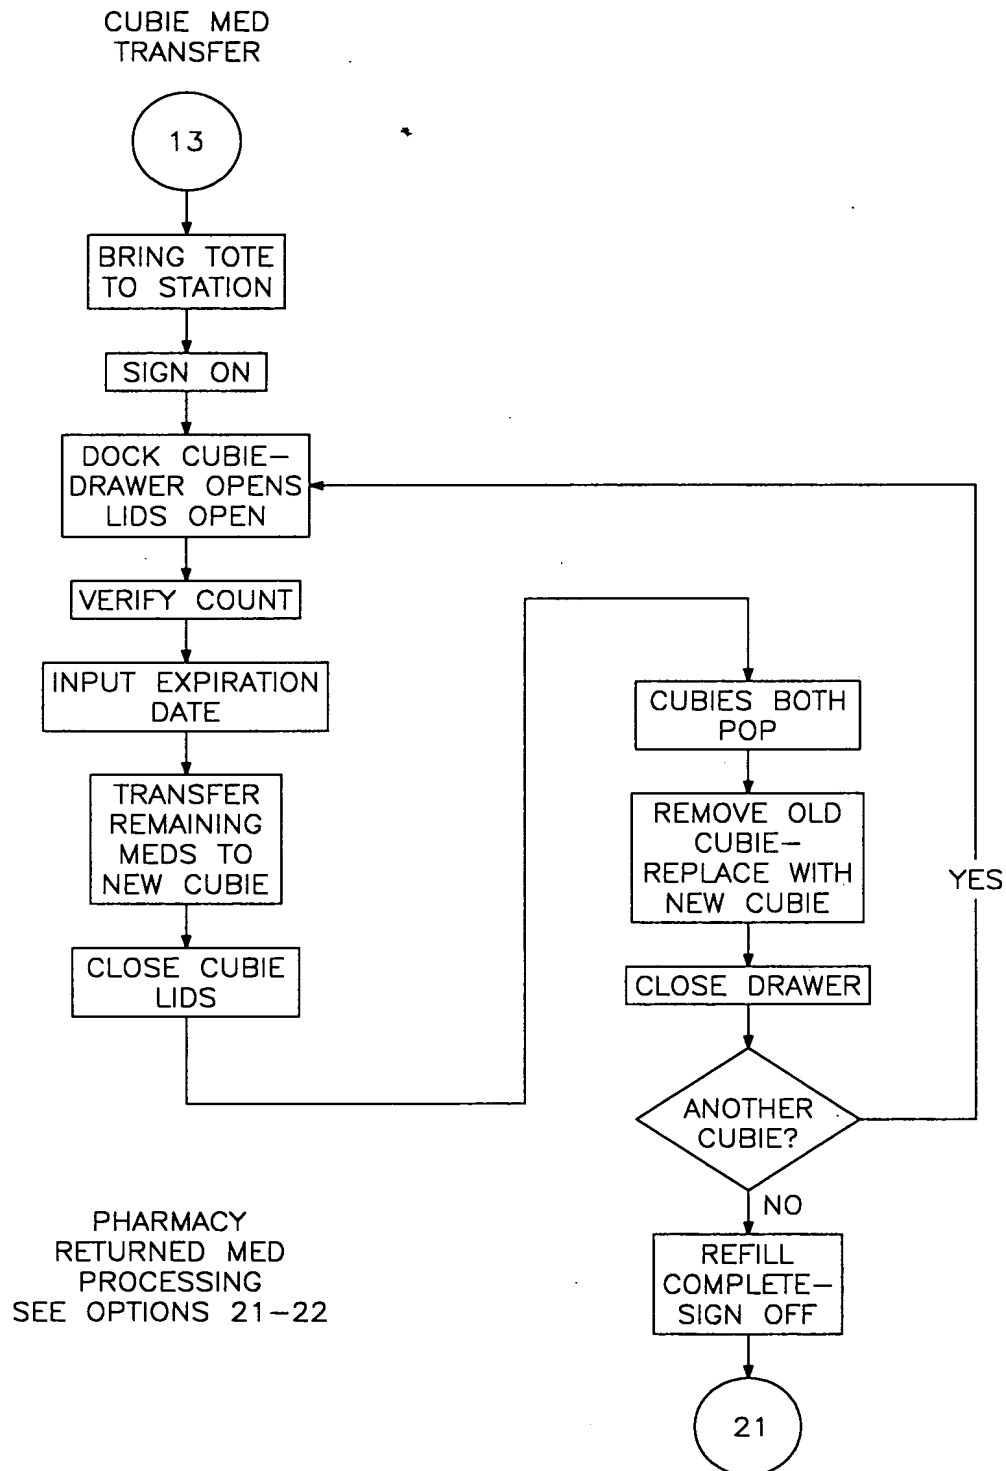 CUBIE MED
TRANSFER
13
BRING TOTE
TO STATION
SIGN ON
DOCK CUBIE-
DRAWER OPENS
LIDS OPEN
VERIFY COUNT
INPUT EXPIRATION
DATE
TRANSFER
REMAINING
MEDS TO
NEW CUBIE
CLOSE CUBIE
LIDS
CUBIES BOTH
POP
REMOVE OLD
CUBIE-
REPLACE WITH
NEW CUBIE
CLOSE DRAWER
ANOTHER
CUBIE?
YES
NO
REFILL
COMPLETE-
SIGN OFF
21
PHARMACY
RETURNED MED
PROCESSING
SEE OPTIONS 21-22